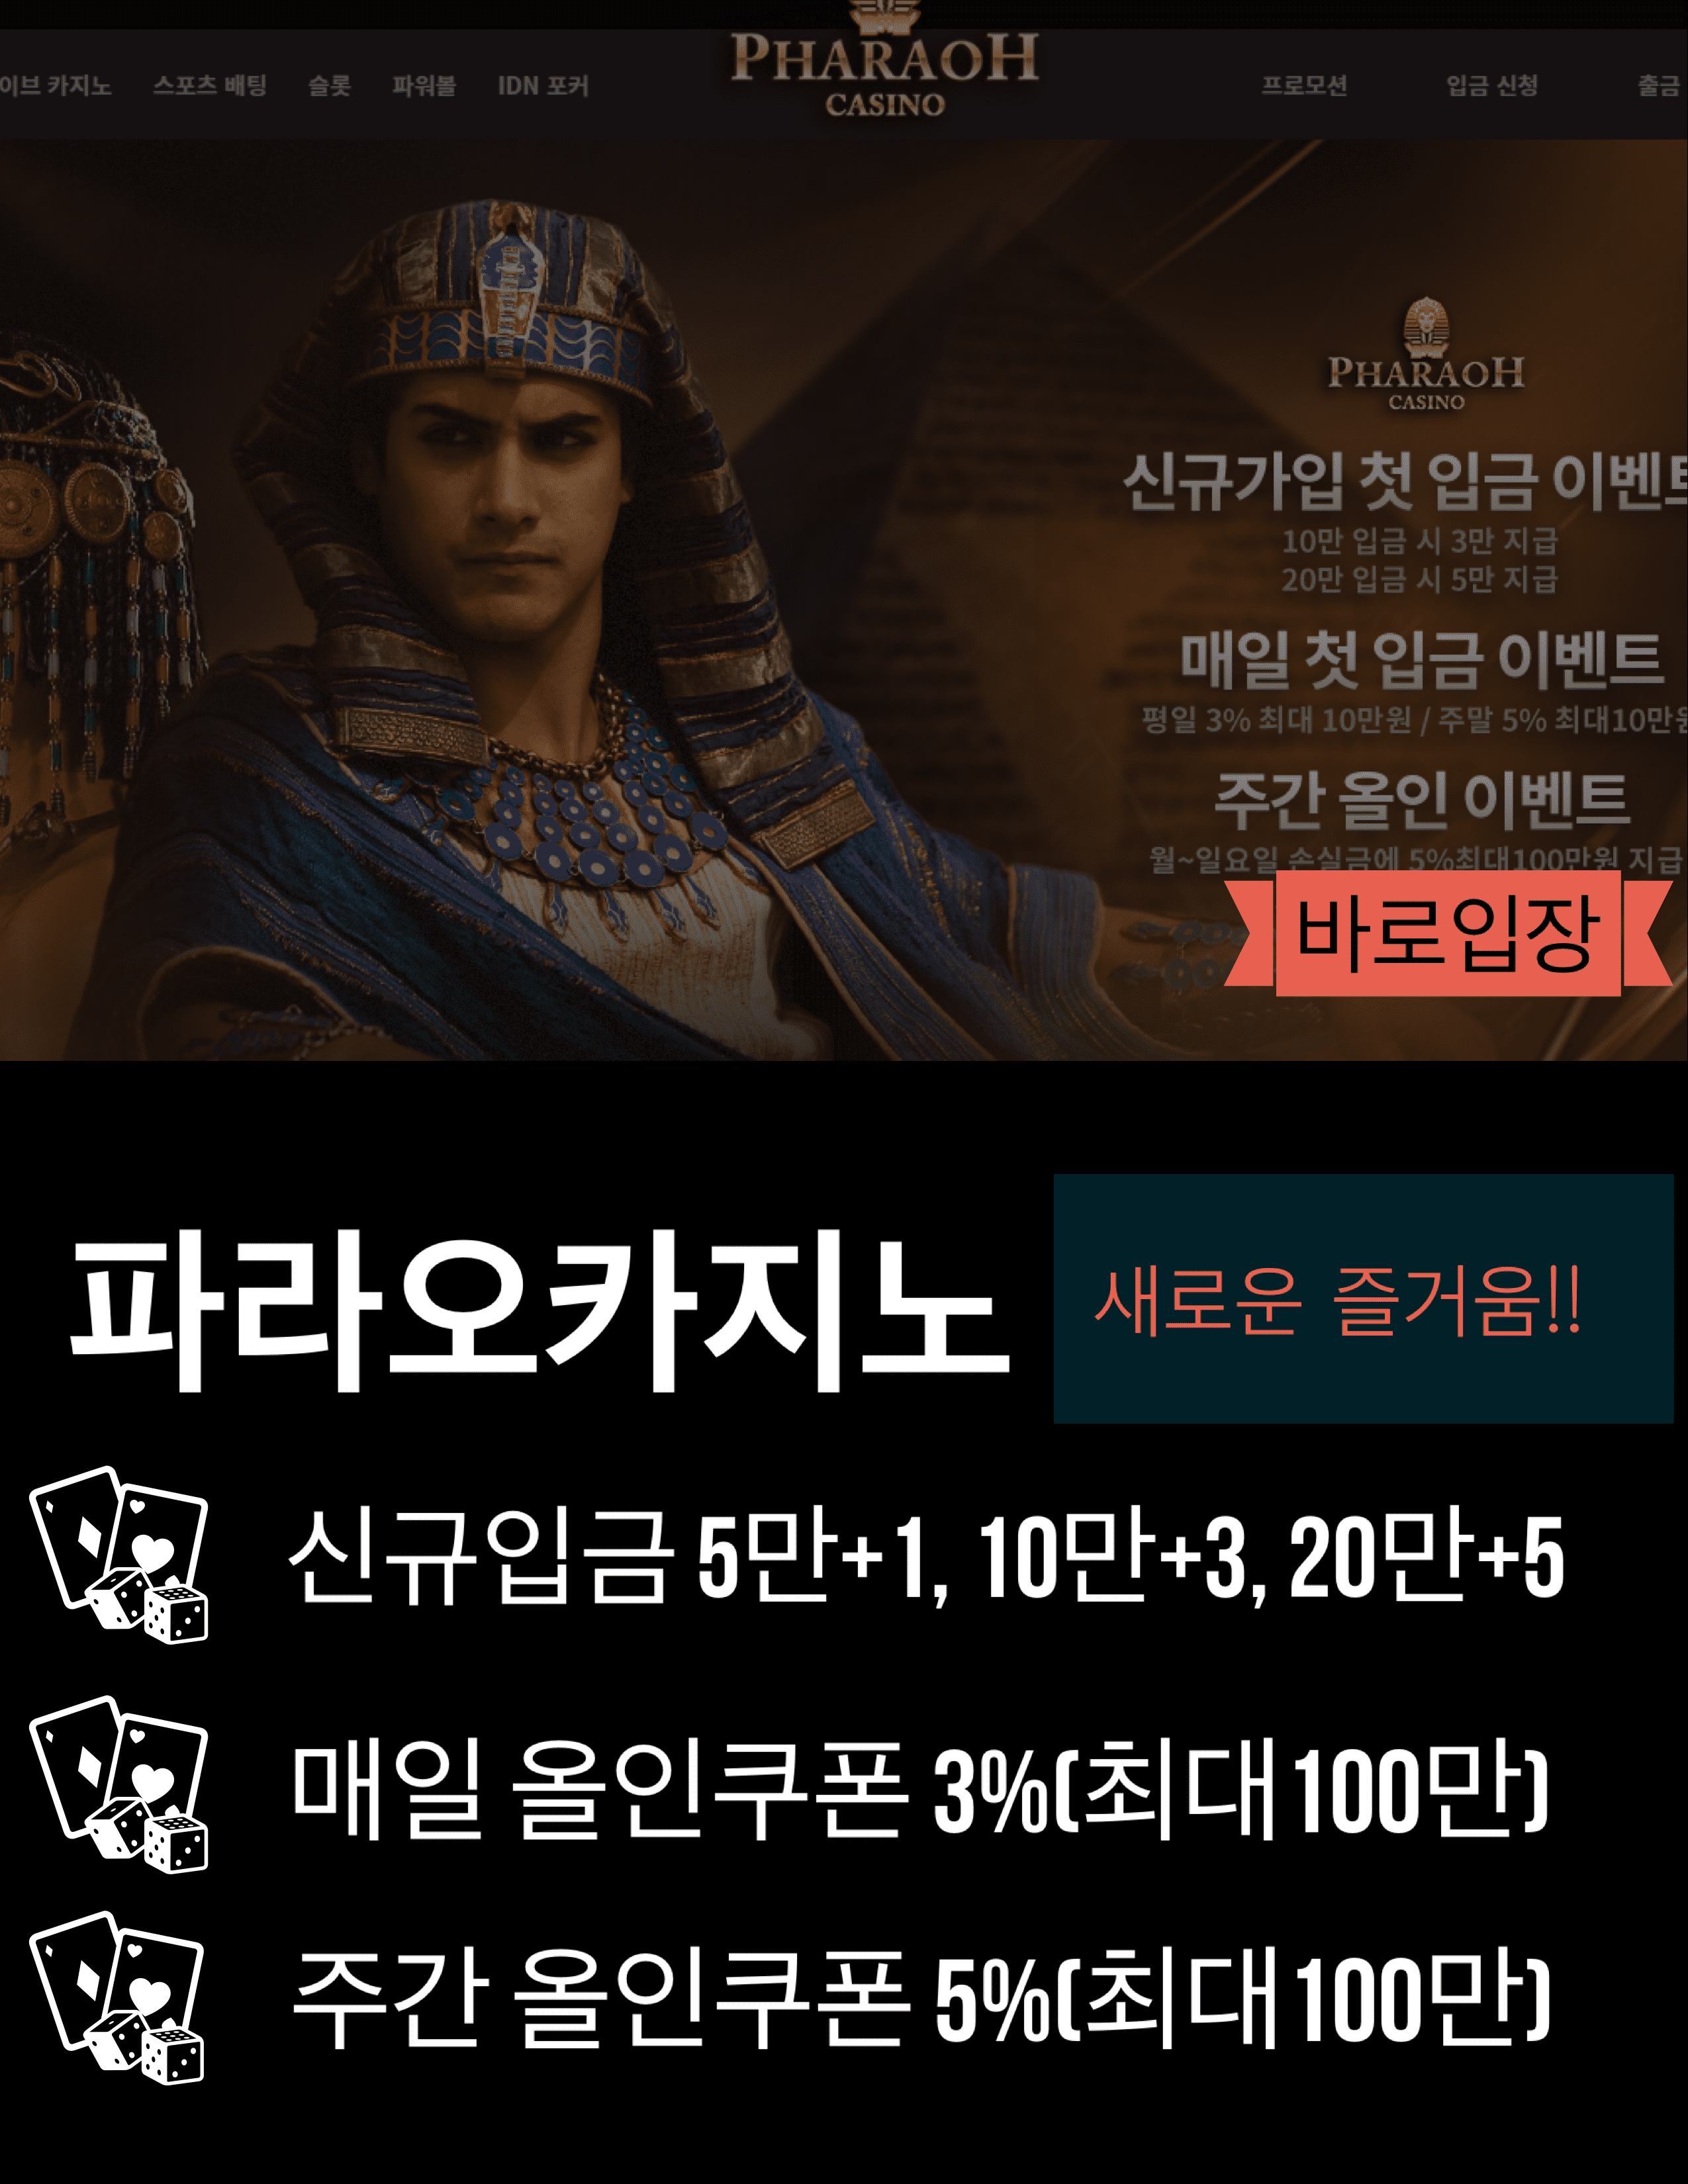 이브 카지노 스포츠 배팅 슬롯 파워볼 IDN 포커
PHARAOH
CASINO
프로모션 입금 신청 출금
PHARAOH
CASINO
신규가입 첫 입금 이벤트
10만 입금 시 3만 지급
20만 입금 시 5만 지급
매일 첫 입금 이벤트
평일 3% 최대 10만원 / 주말 5% 최대10만원
주간 올인 이벤트
월~일요일 손실금에 5%최대100만원 지급
바로입장
파라오카지노
새로운 즐거움!!
신규입금 5만+1, 10만+3, 20만+5
매일 올인쿠폰 3%(최대100만)
주간 올인쿠폰 5%(최대100만)